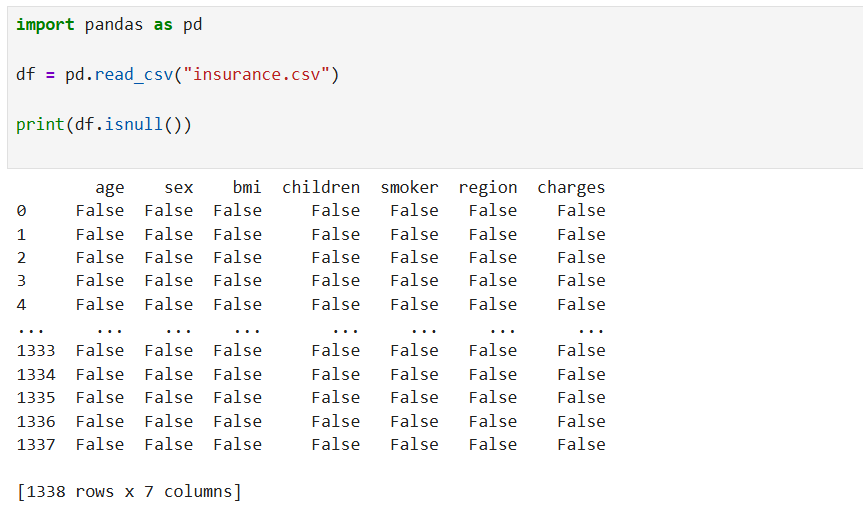 import pandas as pd
df = pd.read_csv("insurance.csv")
print(df.isnull())
age sex bmi children smoker region charges
0 False False False False False False False
1 False False False False False False False
2 False False False False False False False
3 False False False False False False False
4 False False False False False False False
... ... ... ... ... ... ... ...
1333 False False False False False False False
1334 False False False False False False False
1335 False False False False False False False
1336 False False False False False False False
1337 False False False False False False False
[1338 rows x 7 columns]